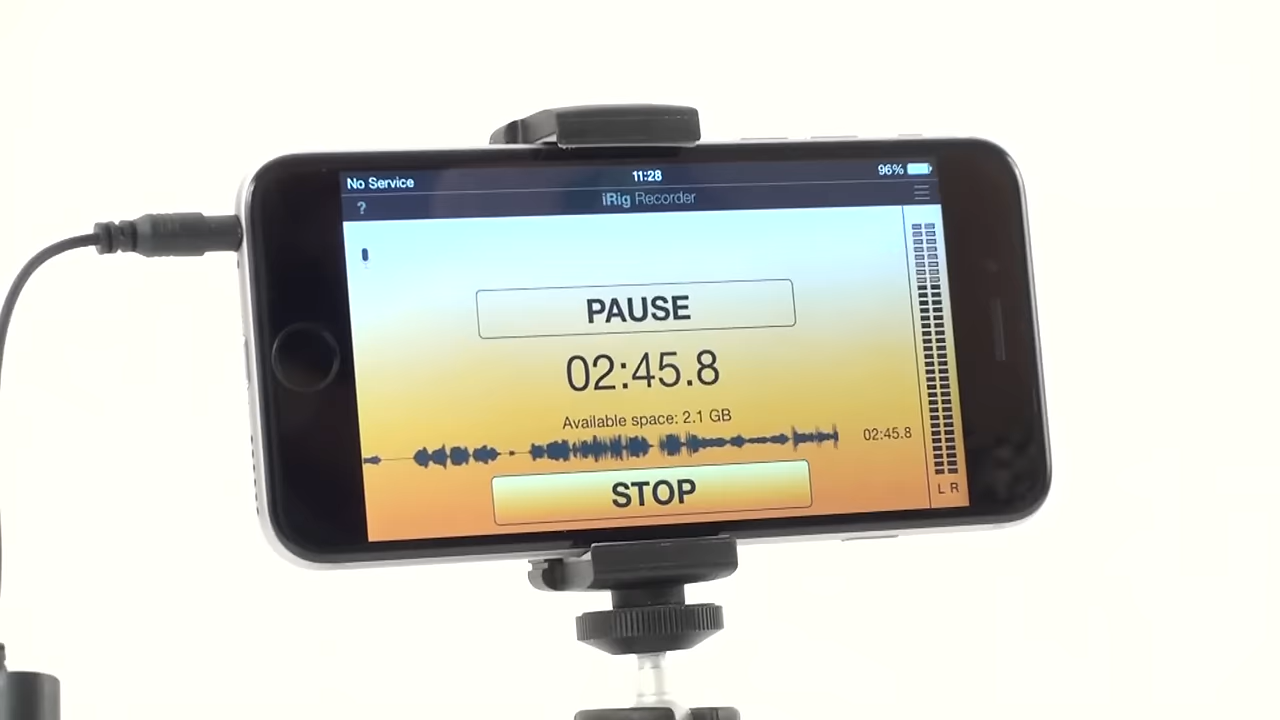 No Service 11:28 96%
? iRig Recorder
PAUSE
02:45.8
Available space: 2.1 GB
02:45.8
STOP
L R